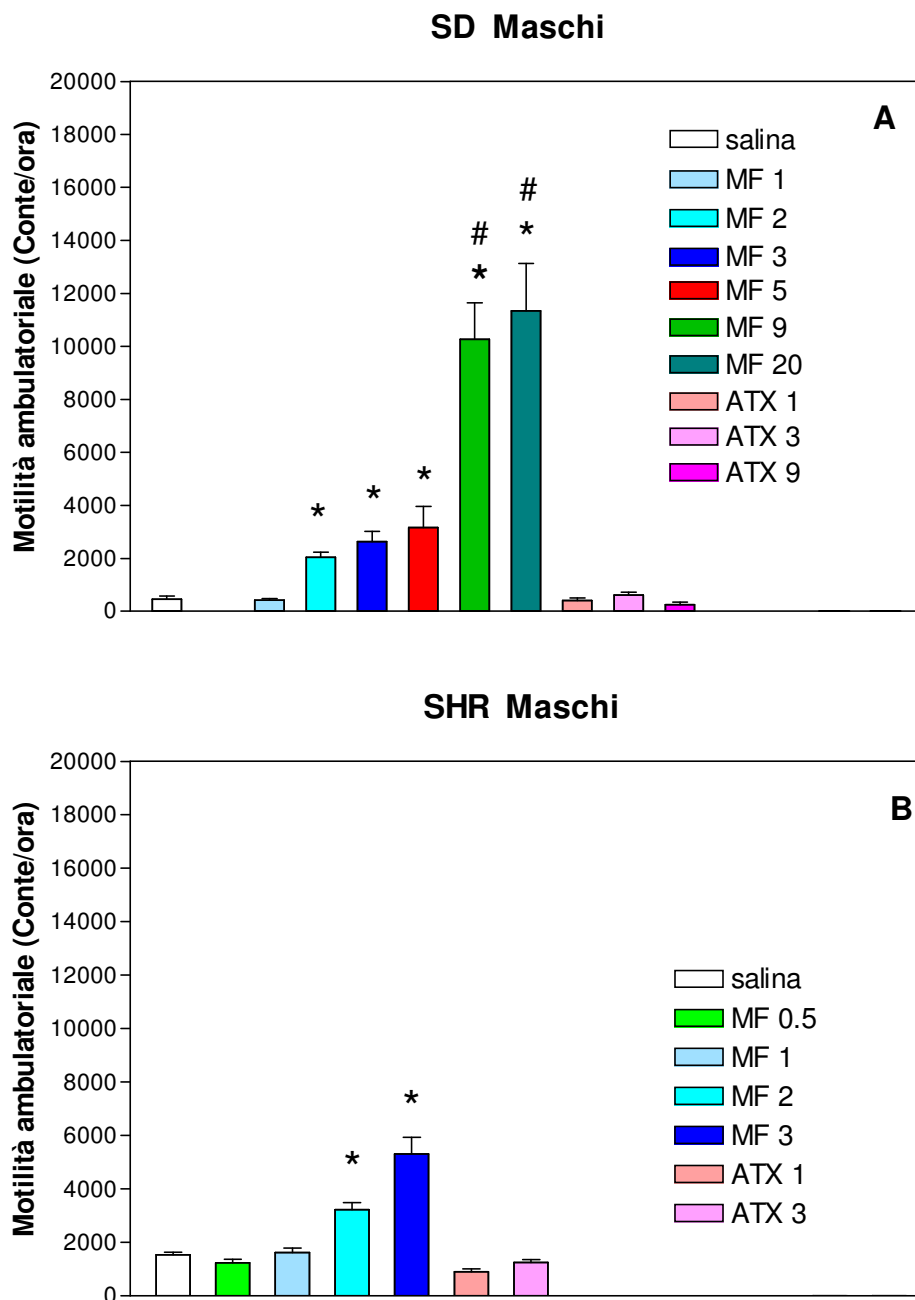 SD Maschi
A
Motilità ambulatoriale (Conte/ora)
20000
18000
16000
14000
12000
10000
8000
6000
4000
2000
0
# #
* *
* * *
salina
MF 1
MF 2
MF 3
MF 5
MF 9
MF 20
ATX 1
ATX 3
ATX 9
SHR Maschi
B
Motilità ambulatoriale (Conte/ora)
20000
18000
16000
14000
12000
10000
8000
6000
4000
2000
0
* *
salina
MF 0.5
MF 1
MF 2
MF 3
ATX 1
ATX 3